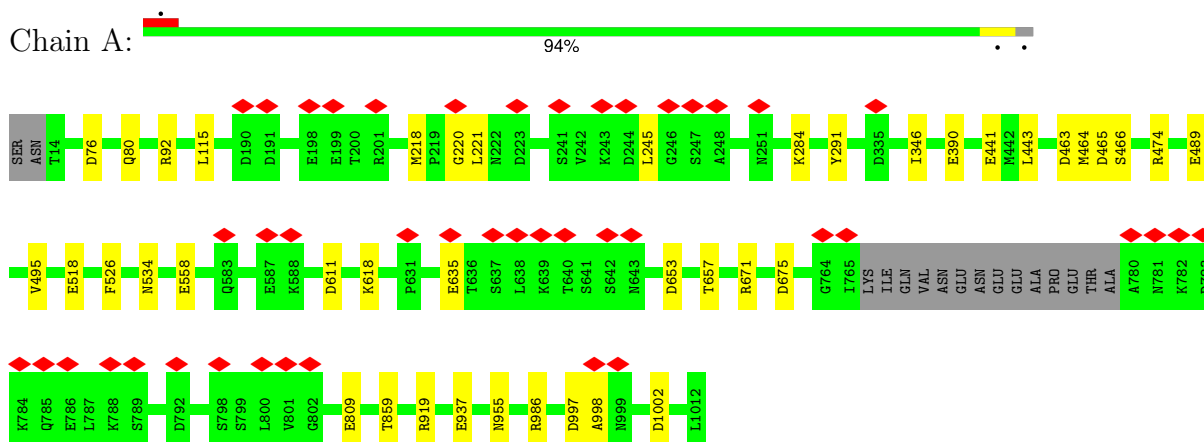 •
Chain A:
94%
• •
SER ASN T14 D76 Q80 R92 L115 D190 D191 E198 E199 T200 R201 M218 P219 G220 L221 N222 D223 S241 V242 K243 D244 L245 G246 S247 A248 N251 K284 Y291 D335 I346 E390 E441 M442 L443 D463 M464 D465 S466 R474 E489
V495 E518 F526 N534 E558 Q583 E587 K588 D611 K618 P631 E635 T636 S637 L638 K639 T640 S641 S642 N643 D653 T657 R671 D675 G764 I765 LYS ILE GLN VAL ASN GLU ASN GLU GLU ALA PRO GLU THR ALA A780 N781 K782
K784 Q785 E786 L787 K788 S789 D792 S798 S799 L800 V801 G802 E809 T859 R919 E937 N955 R986 D997 A998 N999 D1002 L1012